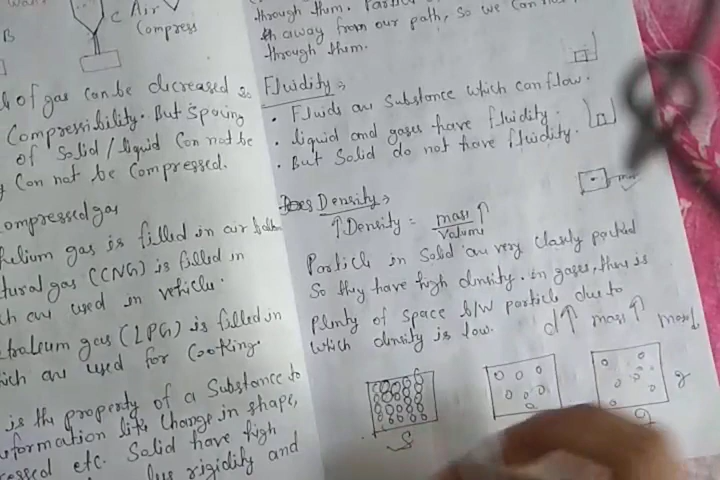 C Air
Compress
B
of gas can be decreased
Compressibility. But Spacing
of Solid/liquid Can not be
Can not be Compressed.
ompressed gas
helium gas is filled in air
tural gas (CNG) is filled in
ch are used in vehicle.
troleum gas (LPG) is filled in
ich are used for Cooking.
is the property of a Substance to
formation like Change in shape,
essed etc. Solid have high
rigidity and
through them.
th away from our path, so we Can
through them.
Fluidity
• Fluids are Substance which can flow.
• liquid and gases have fluidity.
• But Solid do not have fluidity.
Density
↑Density = mass↑
Volume
Particle in Solid are very closly packed
So they have high density. in gases, there is
Plenty of space b/w particle due to
which density is low.
d↑ mass↑ mass↓
S
g